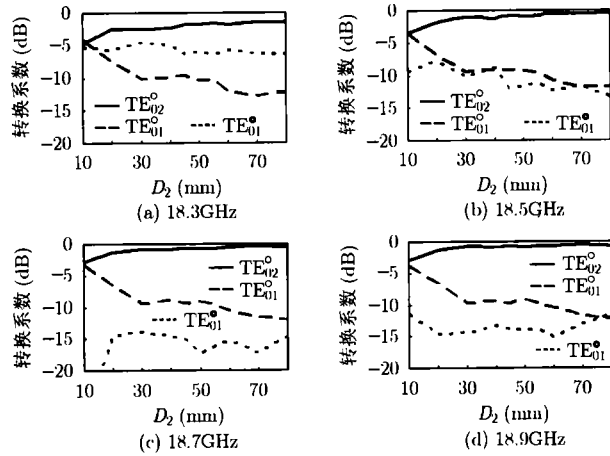 转换系数 (dB)
0
−5
−10
−15
−20
TE°₀₂
TE°₀₁
TE⊙₀₁
10 30 50 70
D₂ (mm)
(a) 18.3GHz
转换系数 (dB)
0
−5
−10
−15
−20
TE°₀₂
TE°₀₁
TE⊙₀₁
10 30 50 70
D₂ (mm)
(b) 18.5GHz
转换系数 (dB)
0
−5
−10
−15
−20
TE°₀₂
TE°₀₁
TE⊙₀₁
10 30 50 70
D₂ (mm)
(c) 18.7GHz
转换系数 (dB)
0
−5
−10
−15
−20
TE°₀₂
TE°₀₁
TE⊙₀₁
10 30 50 70
D₂ (mm)
(d) 18.9GHz